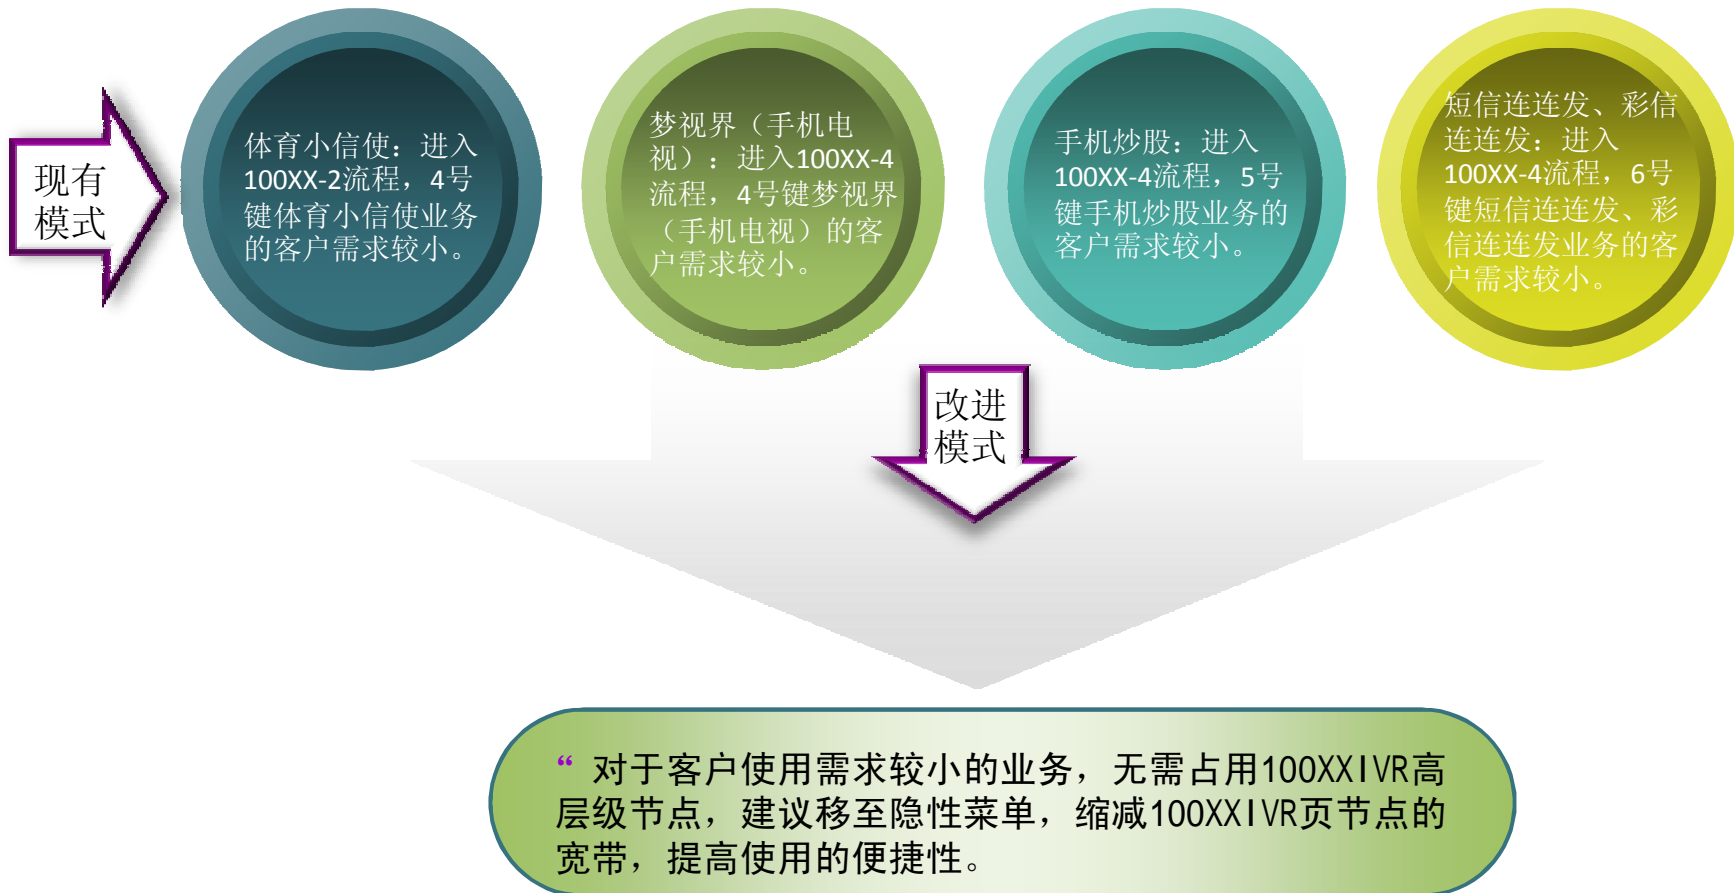 现有
模式
体育小信使：进入
100XX-2流程，4号
键体育小信使业务
的客户需求较小。
梦视界（手机电
视）：进入100XX-4
流程，4号键梦视界
（手机电视）的客
户需求较小。
手机炒股：进入
100XX-4流程，5号
键手机炒股业务的
客户需求较小。
短信连连发、彩信
连连发：进入
100XX-4流程，6号
键短信连连发、彩
信连连发业务的客
户需求较小。
改进
模式
“ 对于客户使用需求较小的业务，无需占用100XXIVR高
层级节点，建议移至隐性菜单，缩减100XXIVR页节点的
宽带，提高使用的便捷性。